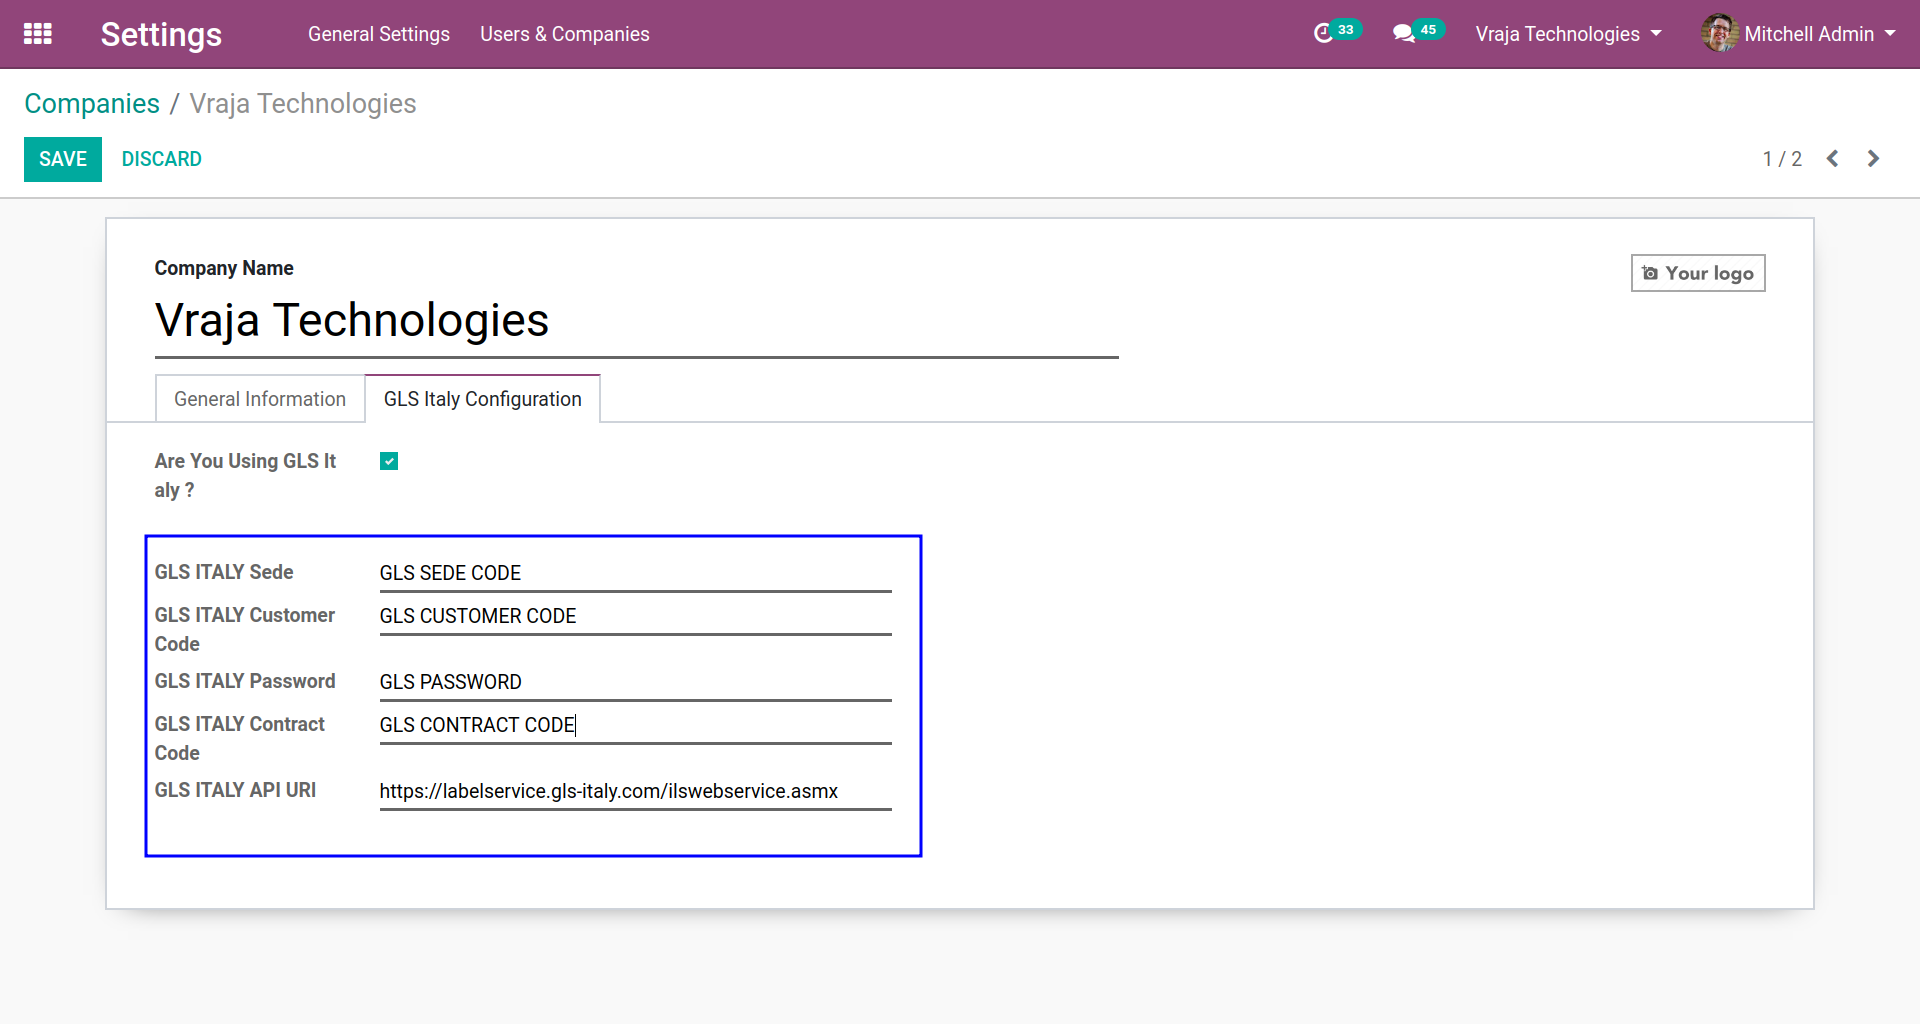 Settings
General Settings
Users & Companies
33
45
Vraja Technologies
Mitchell Admin
Companies / Vraja Technologies
SAVE
DISCARD
1 / 2
Company Name
Your logo
Vraja Technologies
General Information
GLS Italy Configuration
Are You Using GLS It
aly ?
GLS ITALY Sede
GLS SEDE CODE
GLS ITALY Customer
Code
GLS CUSTOMER CODE
GLS ITALY Password
GLS PASSWORD
GLS ITALY Contract
Code
GLS CONTRACT CODE
GLS ITALY API URI
https://labelservice.gls-italy.com/ilswebservice.asmx